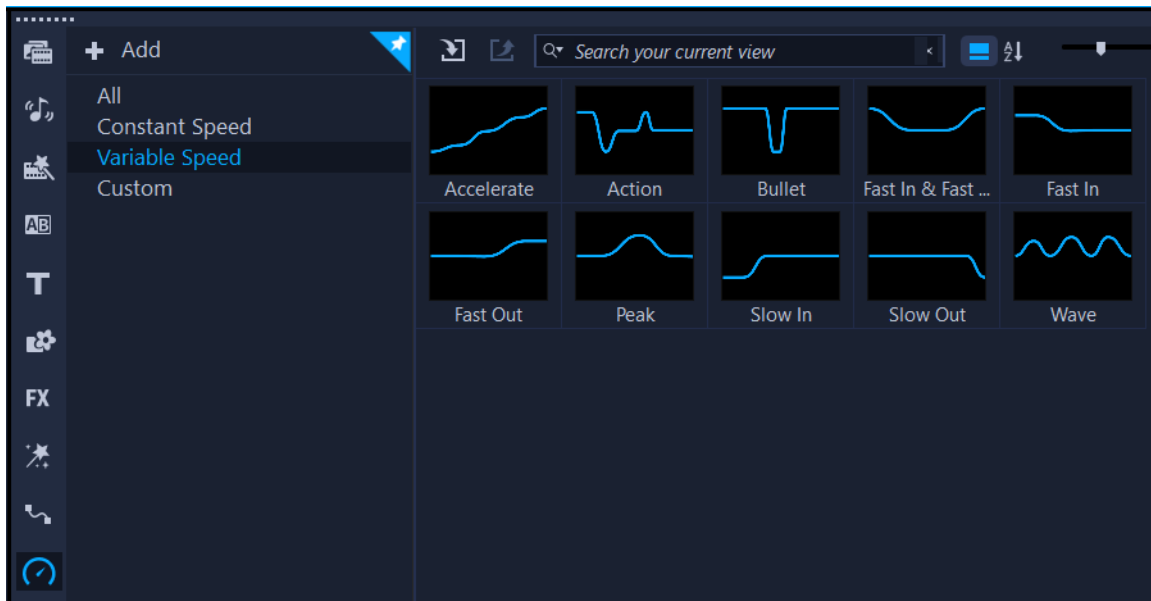 Add
All
Constant Speed
Variable Speed
Custom
Search your current view
A
Z
Accelerate
Action
Bullet
Fast In & Fast ...
Fast In
Fast Out
Peak
Slow In
Slow Out
Wave
AB
T
FX